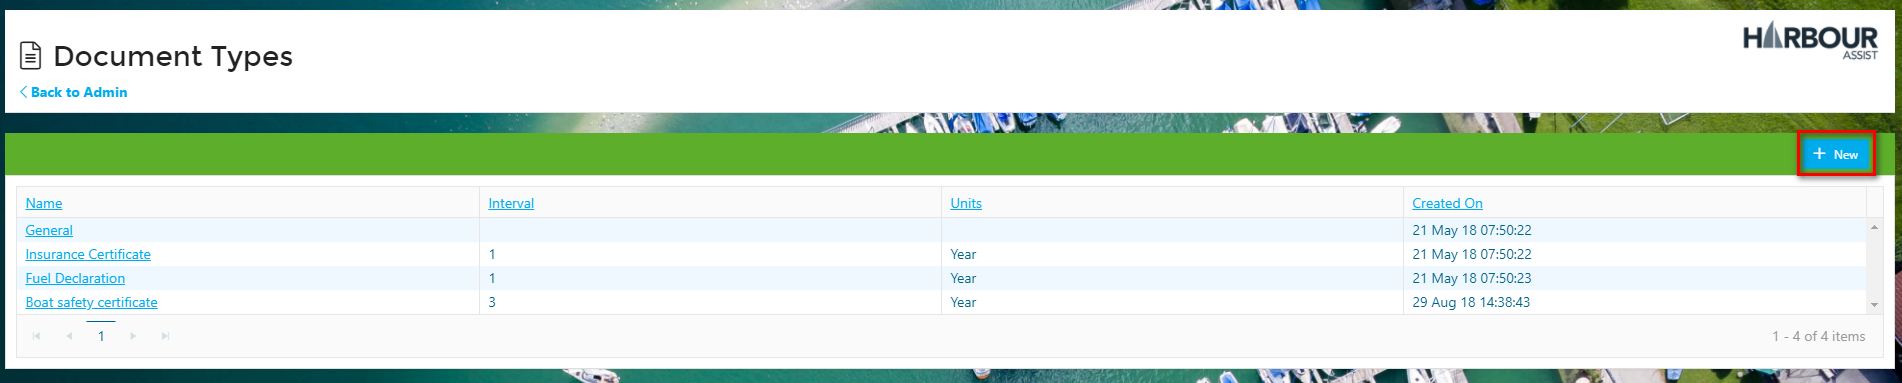 Document Types
HARBOUR
ASSIST
Back to Admin
+ New
Name Interval Units Created On
General 21 May 18 07:50:22
Insurance Certificate 1 Year 21 May 18 07:50:22
Fuel Declaration 1 Year 21 May 18 07:50:23
Boat safety certificate 3 Year 29 Aug 18 14:38:43
1 1 - 4 of 4 items